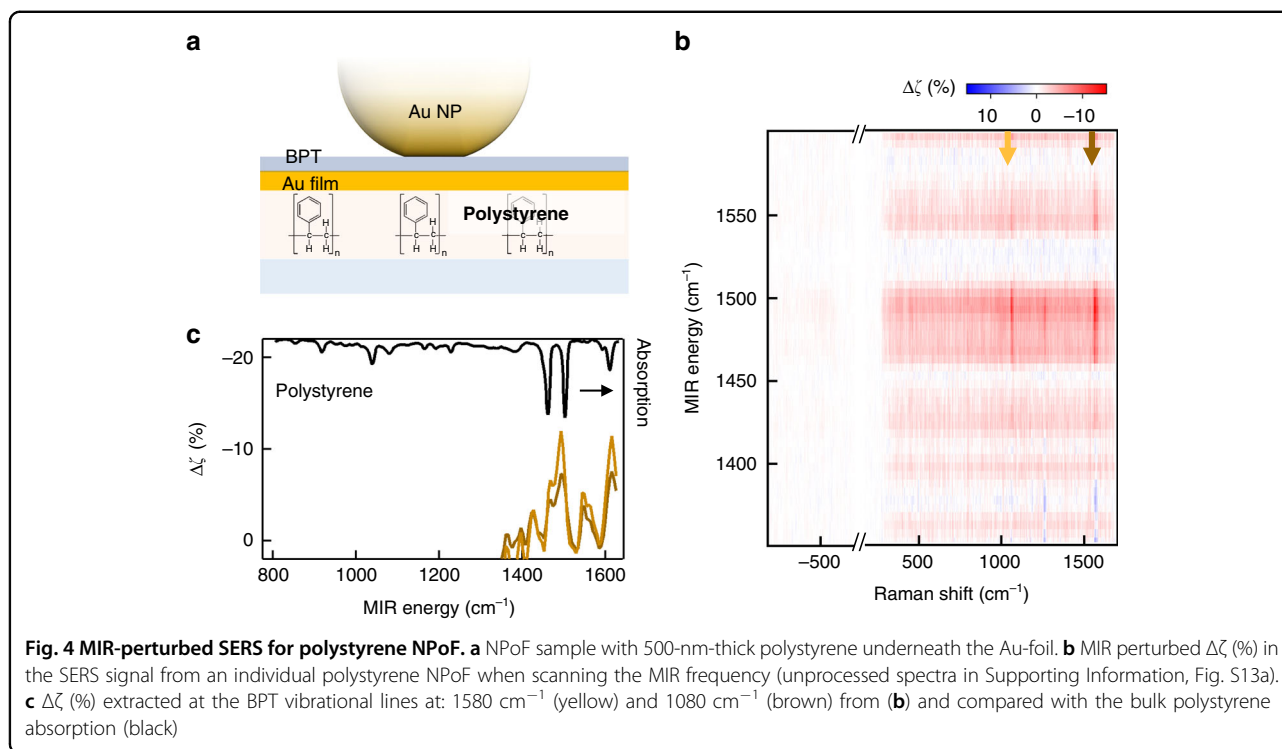 a
Au NP
BPT
Au film
Polystyrene
H
H
H
C
C
C
C
C
C
H
H
H
H
H
H
n
n
n
b
Δζ (%)
10 0 −10
1550
1500
1450
1400
MIR energy (cm−1)
−500 500 1000 1500
Raman shift (cm−1)
c
−20
−10
0
Δζ (%)
Polystyrene
Absorption
800 1000 1200 1400 1600
MIR energy (cm−1)
Fig. 4 MIR-perturbed SERS for polystyrene NPoF. a NPoF sample with 500-nm-thick polystyrene underneath the Au-foil. b MIR perturbed Δζ (%) in
the SERS signal from an individual polystyrene NPoF when scanning the MIR frequency (unprocessed spectra in Supporting Information, Fig. S13a).
c Δζ (%) extracted at the BPT vibrational lines at: 1580 cm−1 (yellow) and 1080 cm−1 (brown) from (b) and compared with the bulk polystyrene
absorption (black)